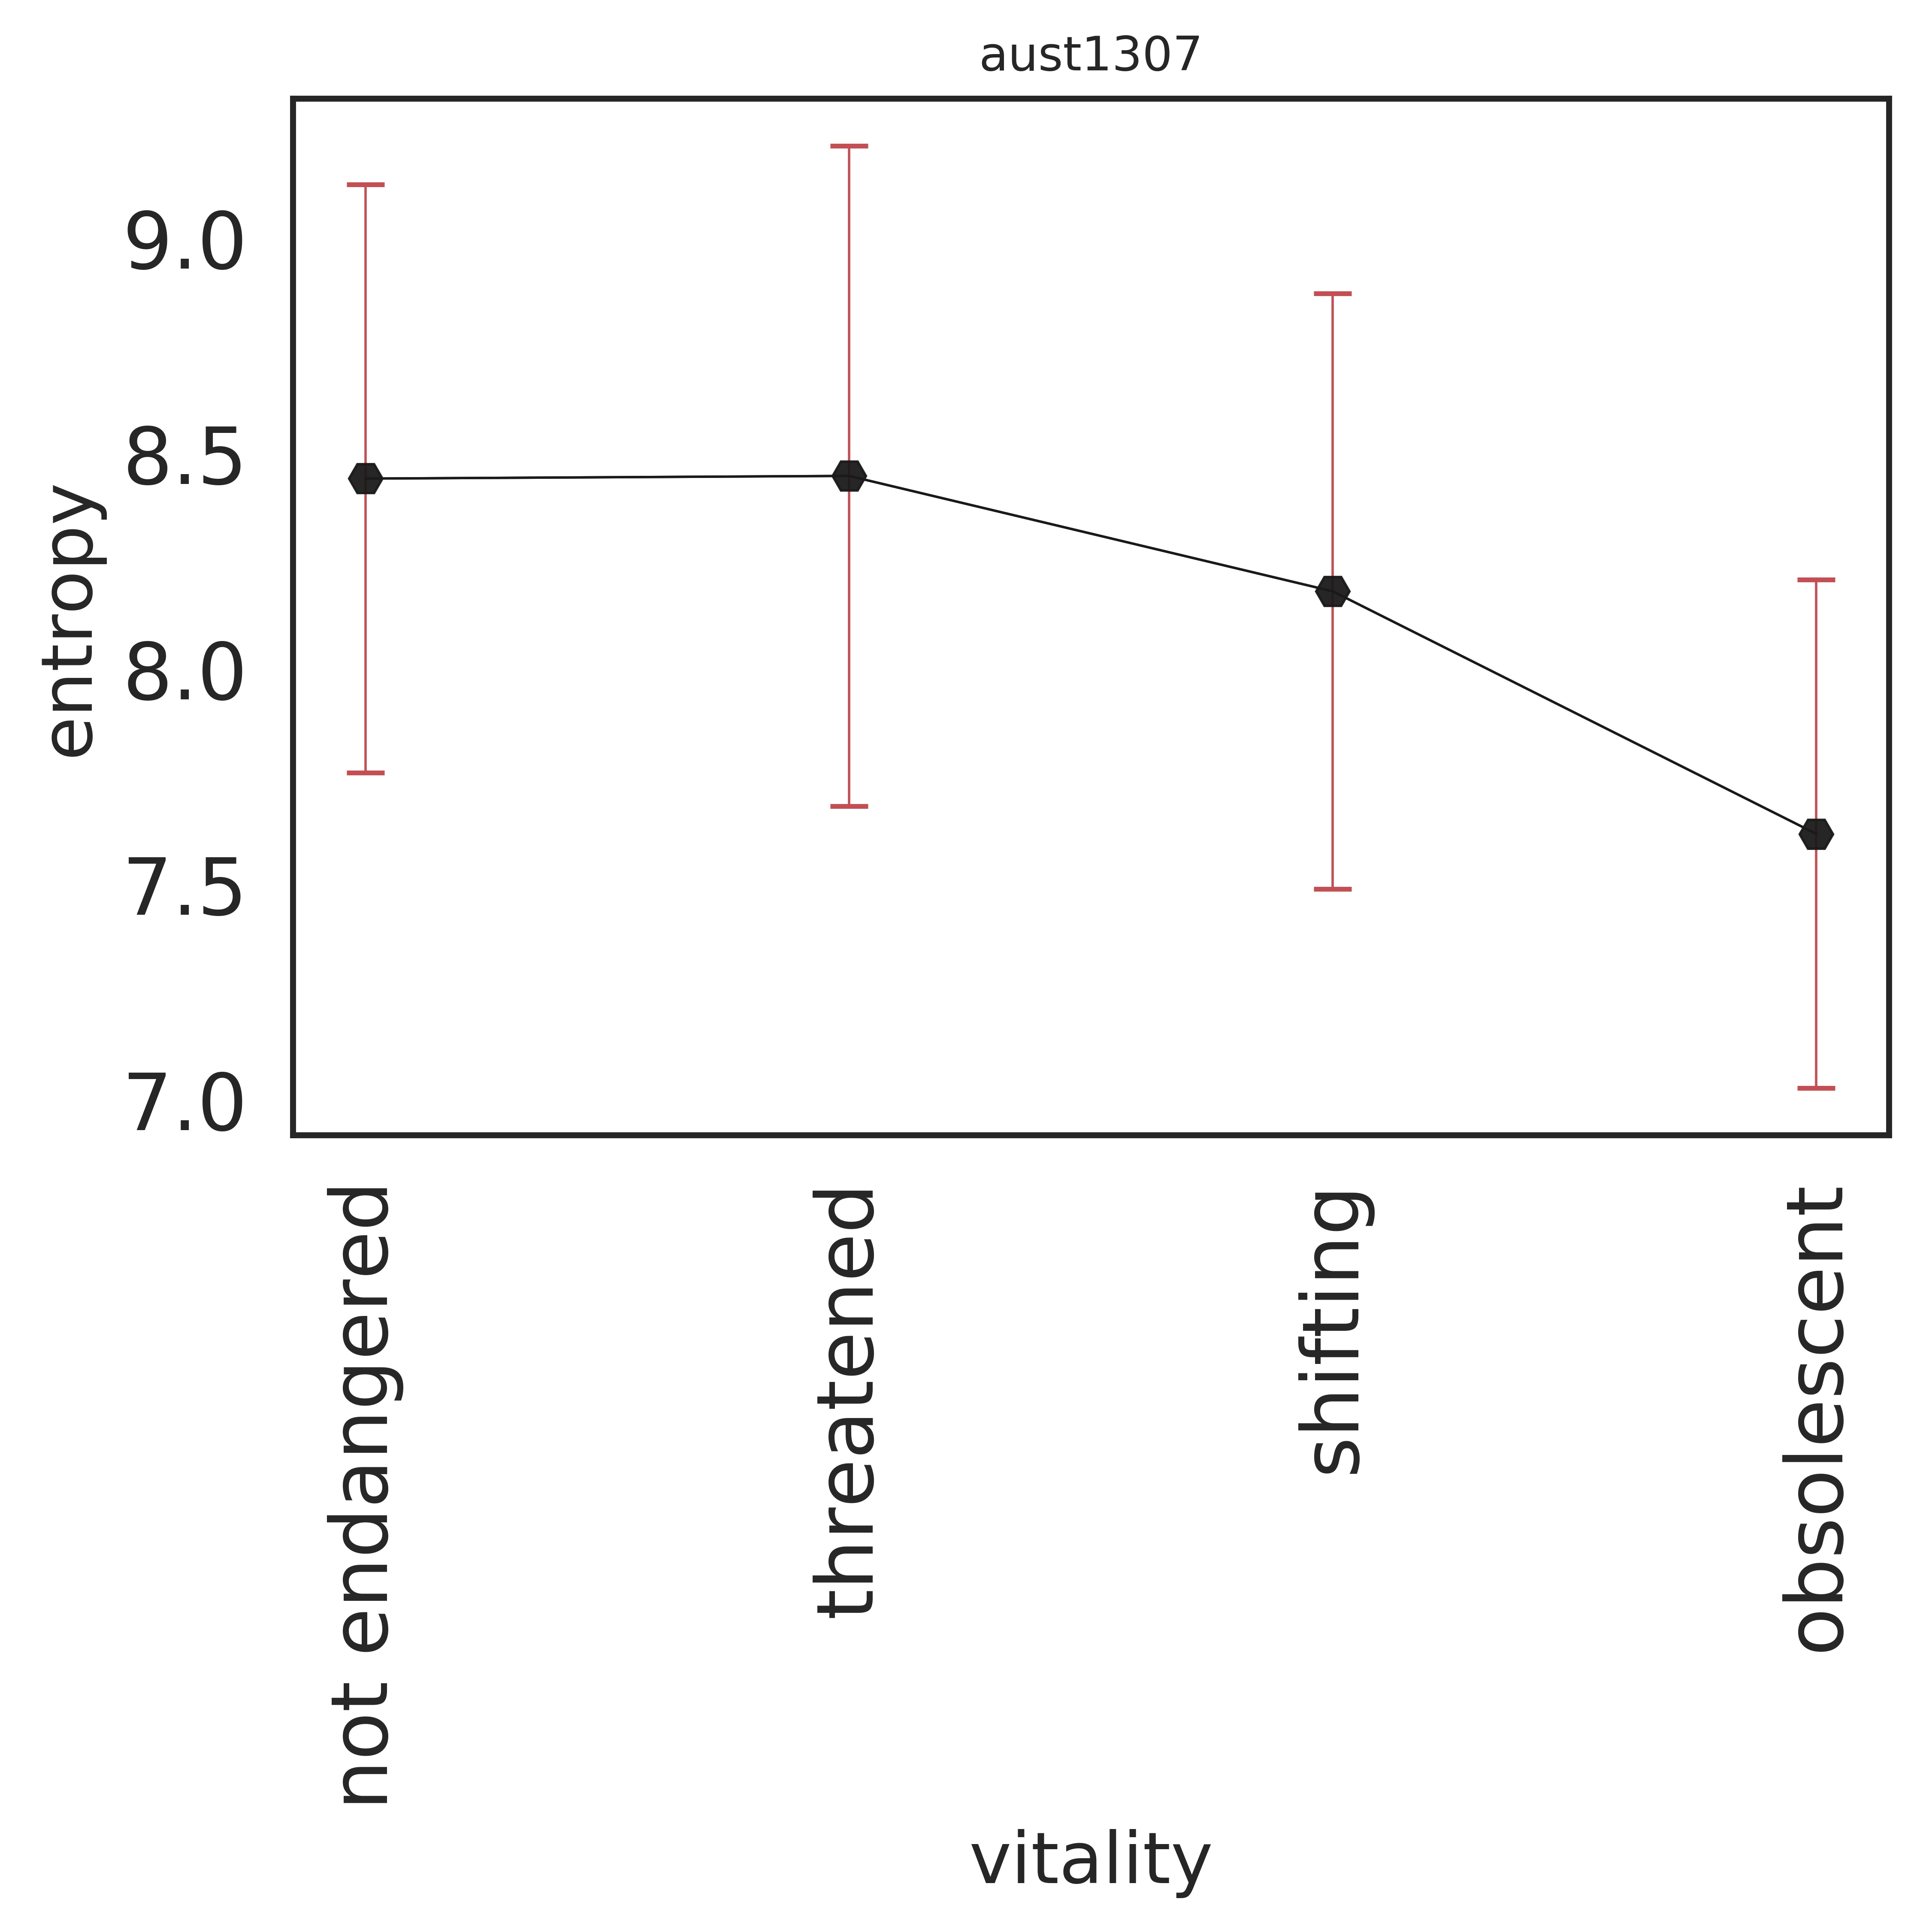 aust1307
9.0
8.5
8.0
7.5
7.0
entropy
not endangered
threatened
shifting
obsolescent
vitality